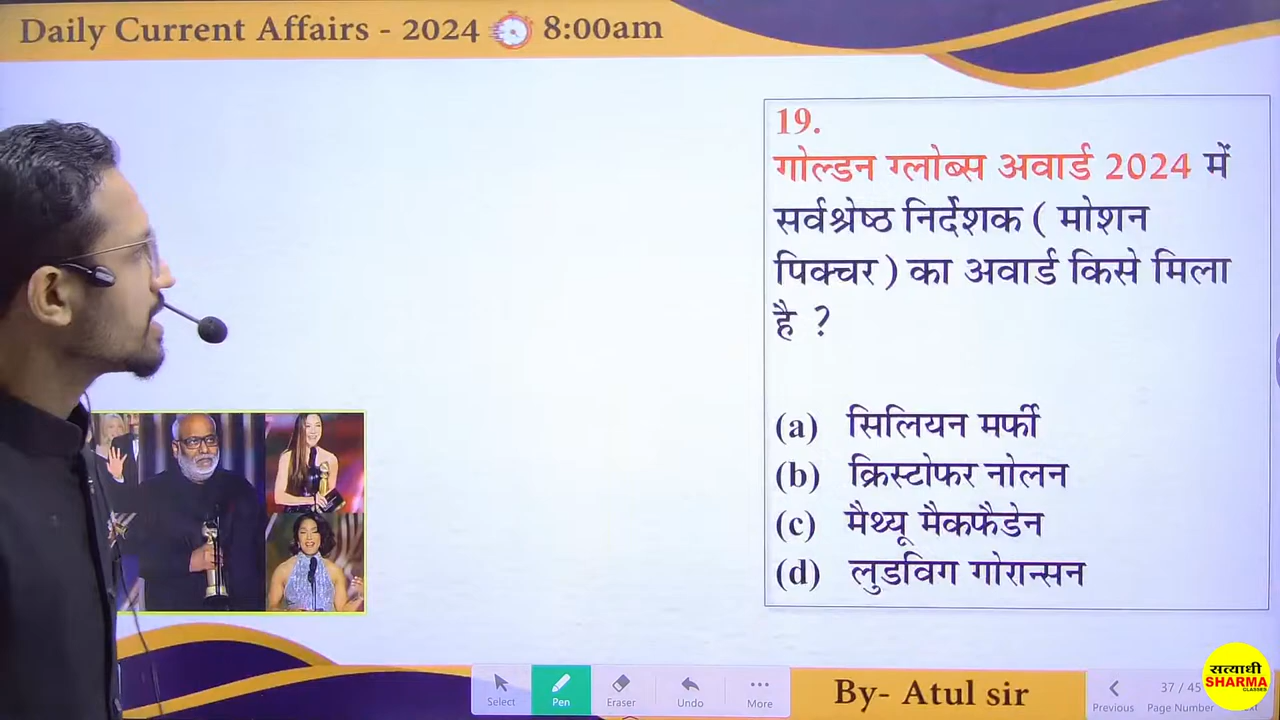 Daily Current Affairs - 2024 8:00am
19.
गोल्डन ग्लोब्स अवार्ड 2024 में
सर्वश्रेष्ठ निर्देशक ( मोशन
पिक्चर ) का अवार्ड किसे मिला
है ?
(a) सिलियन मर्फी
(b) क्रिस्टोफर नोलन
(c) मैथ्यू मैकफैडेन
(d) लुडविग गोरान्सन
Select
Pen
Eraser
Undo
More
By- Atul sir
Previous
37 / 45
Page Number
सत्यार्थी
SHARMA
CLASSES